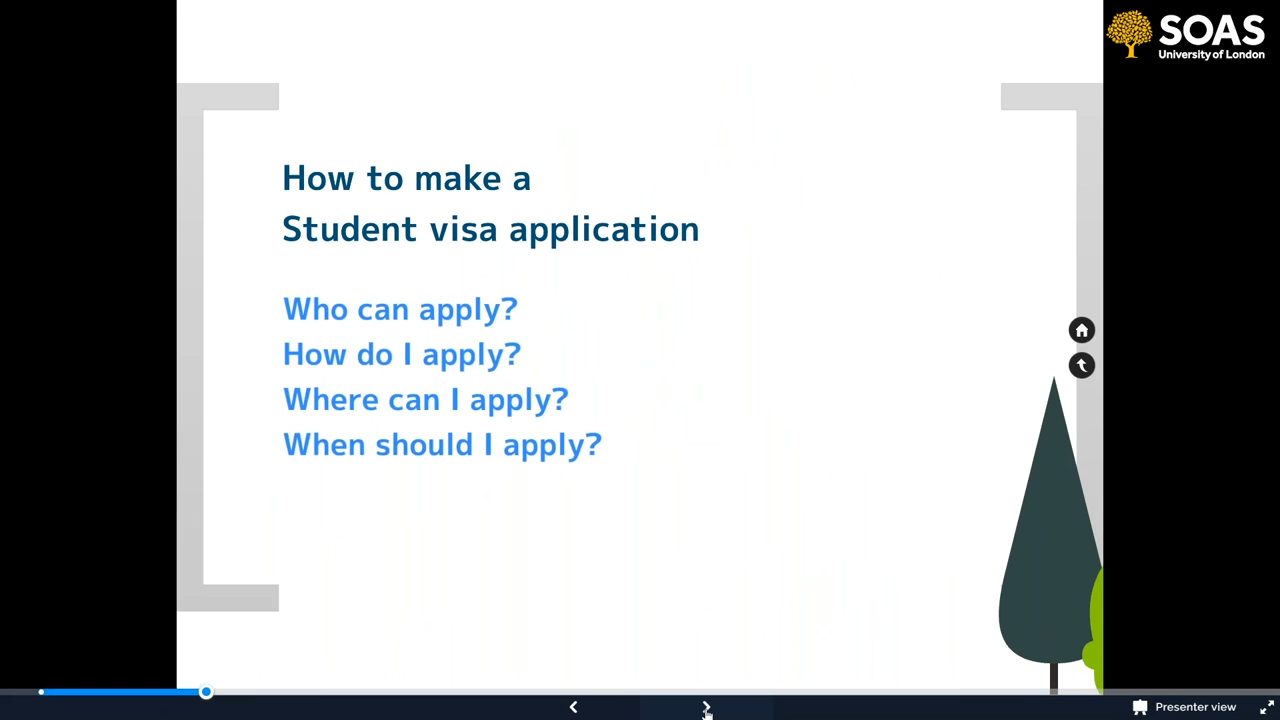 SOAS
University of London
How to make a
Student visa application
Who can apply?
How do I apply?
Where can I apply?
When should I apply?
Presenter view